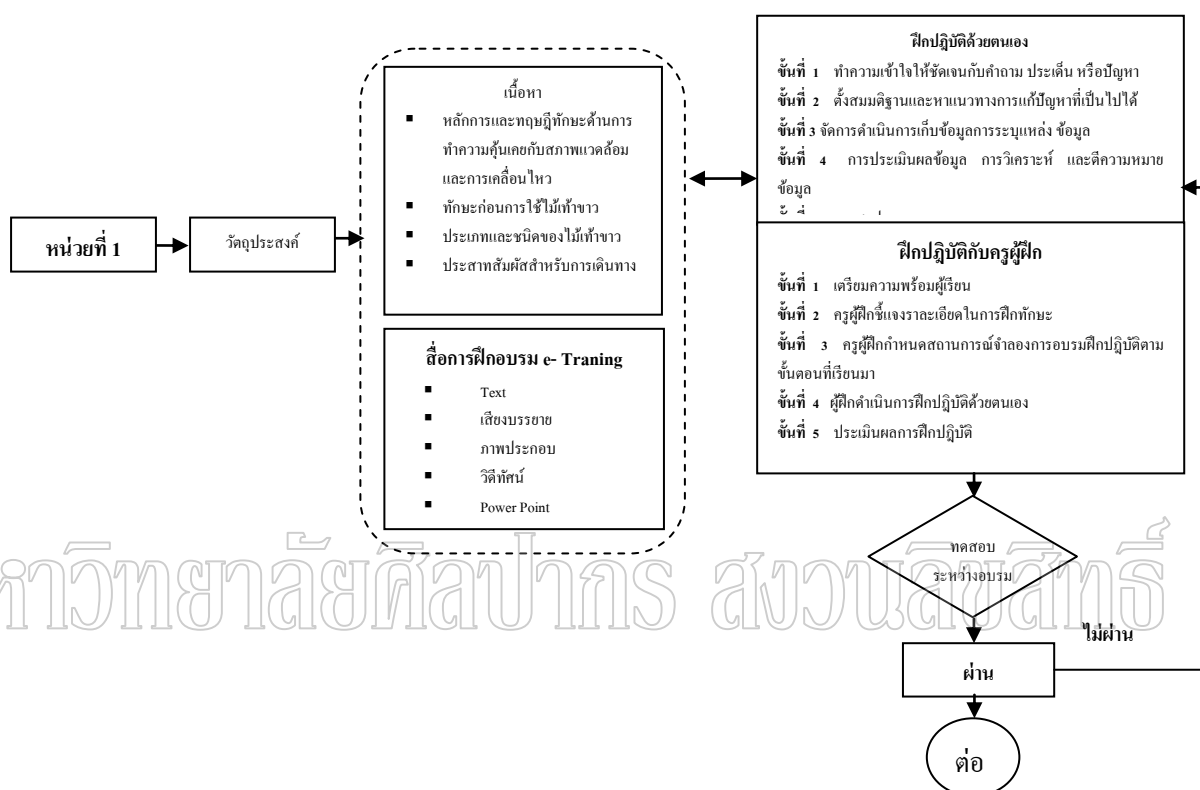 หน่วยที่ 1
วัตถุประสงค์
เนื้อหา
▪ หลักการและทฤษฎีทักษะด้านการ
ทำความคุ้นเคยกับสภาพแวดล้อม
และการเคลื่อนไหว
▪ ทักษะก่อนการใช้ไม้เท้าขาว
▪ ประเภทและชนิดของไม้เท้าขาว
▪ ประสาทสัมผัสสำหรับการเดินทาง
สื่อการฝึกอบรม e- Traning
▪ Text
▪ เสียงบรรยาย
▪ ภาพประกอบ
▪ วิดีทัศน์
▪ Power Point
ฝึกปฎิบัติด้วยตนเอง
ขั้นที่ 1 ทำความเข้าใจให้ชัดเจนกับคำถาม ประเด็น หรือปัญหา
ขั้นที่ 2 ตั้งสมมติฐานและหาแนวทางการแก้ปัญหาที่เป็นไปได้
ขั้นที่ 3 จัดการดำเนินการเก็บข้อมูลการระบุแหล่ง ข้อมูล
ขั้นที่ 4 การประเมินผลข้อมูล การวิเคราะห์ และตีความหมาย
ข้อมูล
ฝึกปฎิบัติกับครูผู้ฝึก
ขั้นที่ 1 เตรียมความพร้อมผู้เรียน
ขั้นที่ 2 ครูผู้ฝึกชี้แจงราละเอียดในการฝึกทักษะ
ขั้นที่ 3 ครูผู้ฝึกกำหนดสถานการณ์จำลองการอบรมฝึกปฎิบัติตาม
ขั้นตอนที่เรียนมา
ขั้นที่ 4 ผู้ฝึกดำเนินการฝึกปฎิบัติด้วยตนเอง
ขั้นที่ 5 ประเมินผลการฝึกปฎิบัติ
ทดสอบ
ระหว่างอบรม
ไม่ผ่าน
ผ่าน
ต่อ
หาวิทยาลัยศิลปากร สงวนลิขสิทธิ์